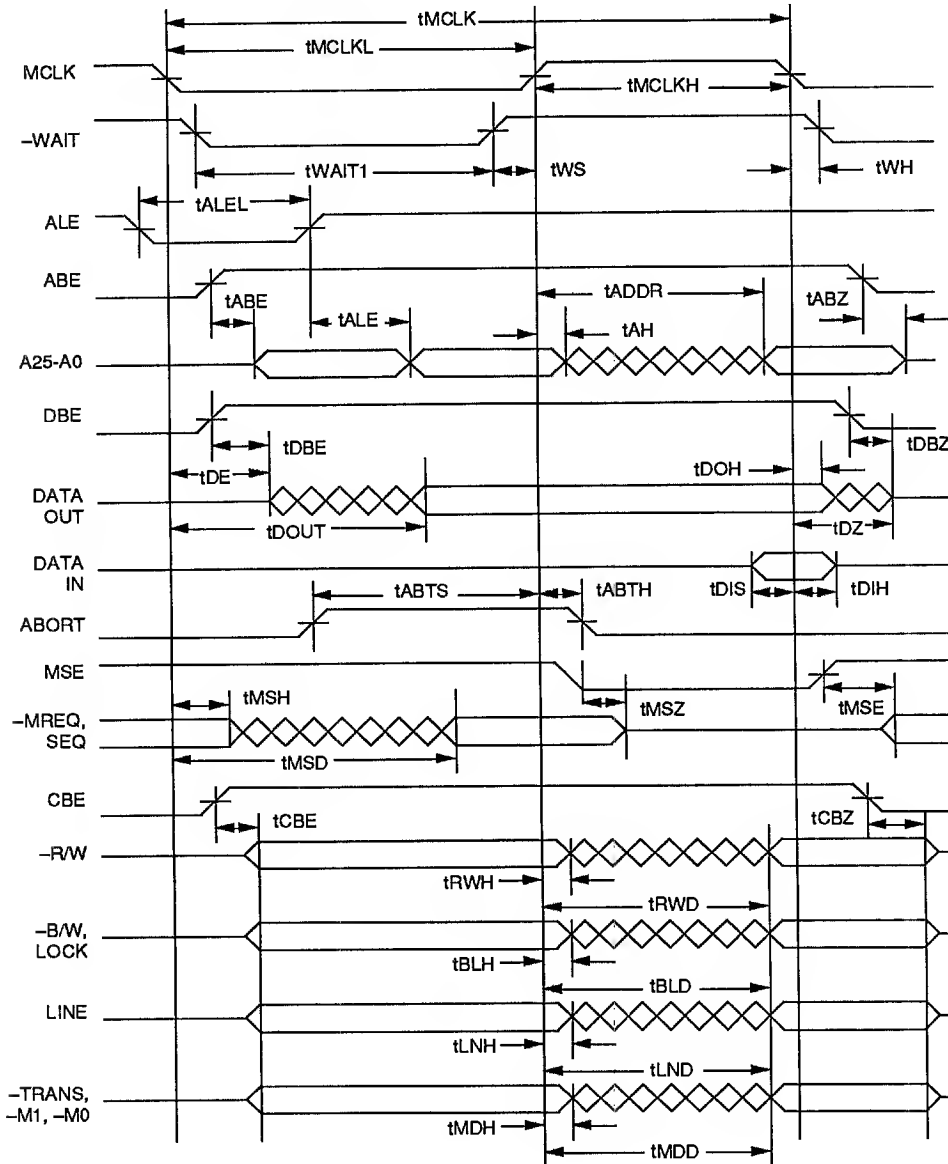 tMCLK
tMCLKL
MCLK
tMCLKH
–WAIT
tWAIT1
tWS
tWH
tALEL
ALE
ABE
tABE
tALE
tADDR
tABZ
tAH
A25-A0
DBE
tDBE
tDBZ
tDE
tDOH
DATA
OUT
tDOUT
tDZ
DATA
IN
tABTS
tABTH
tDIS
tDIH
ABORT
MSE
tMSH
tMSZ
tMSE
–MREQ,
SEQ
tMSD
CBE
tCBE
tCBZ
–R/W
tRWH
tRWD
–B/W,
LOCK
tBLH
tBLD
LINE
tLNH
tLND
–TRANS,
–M1, –M0
tMDH
tMDD